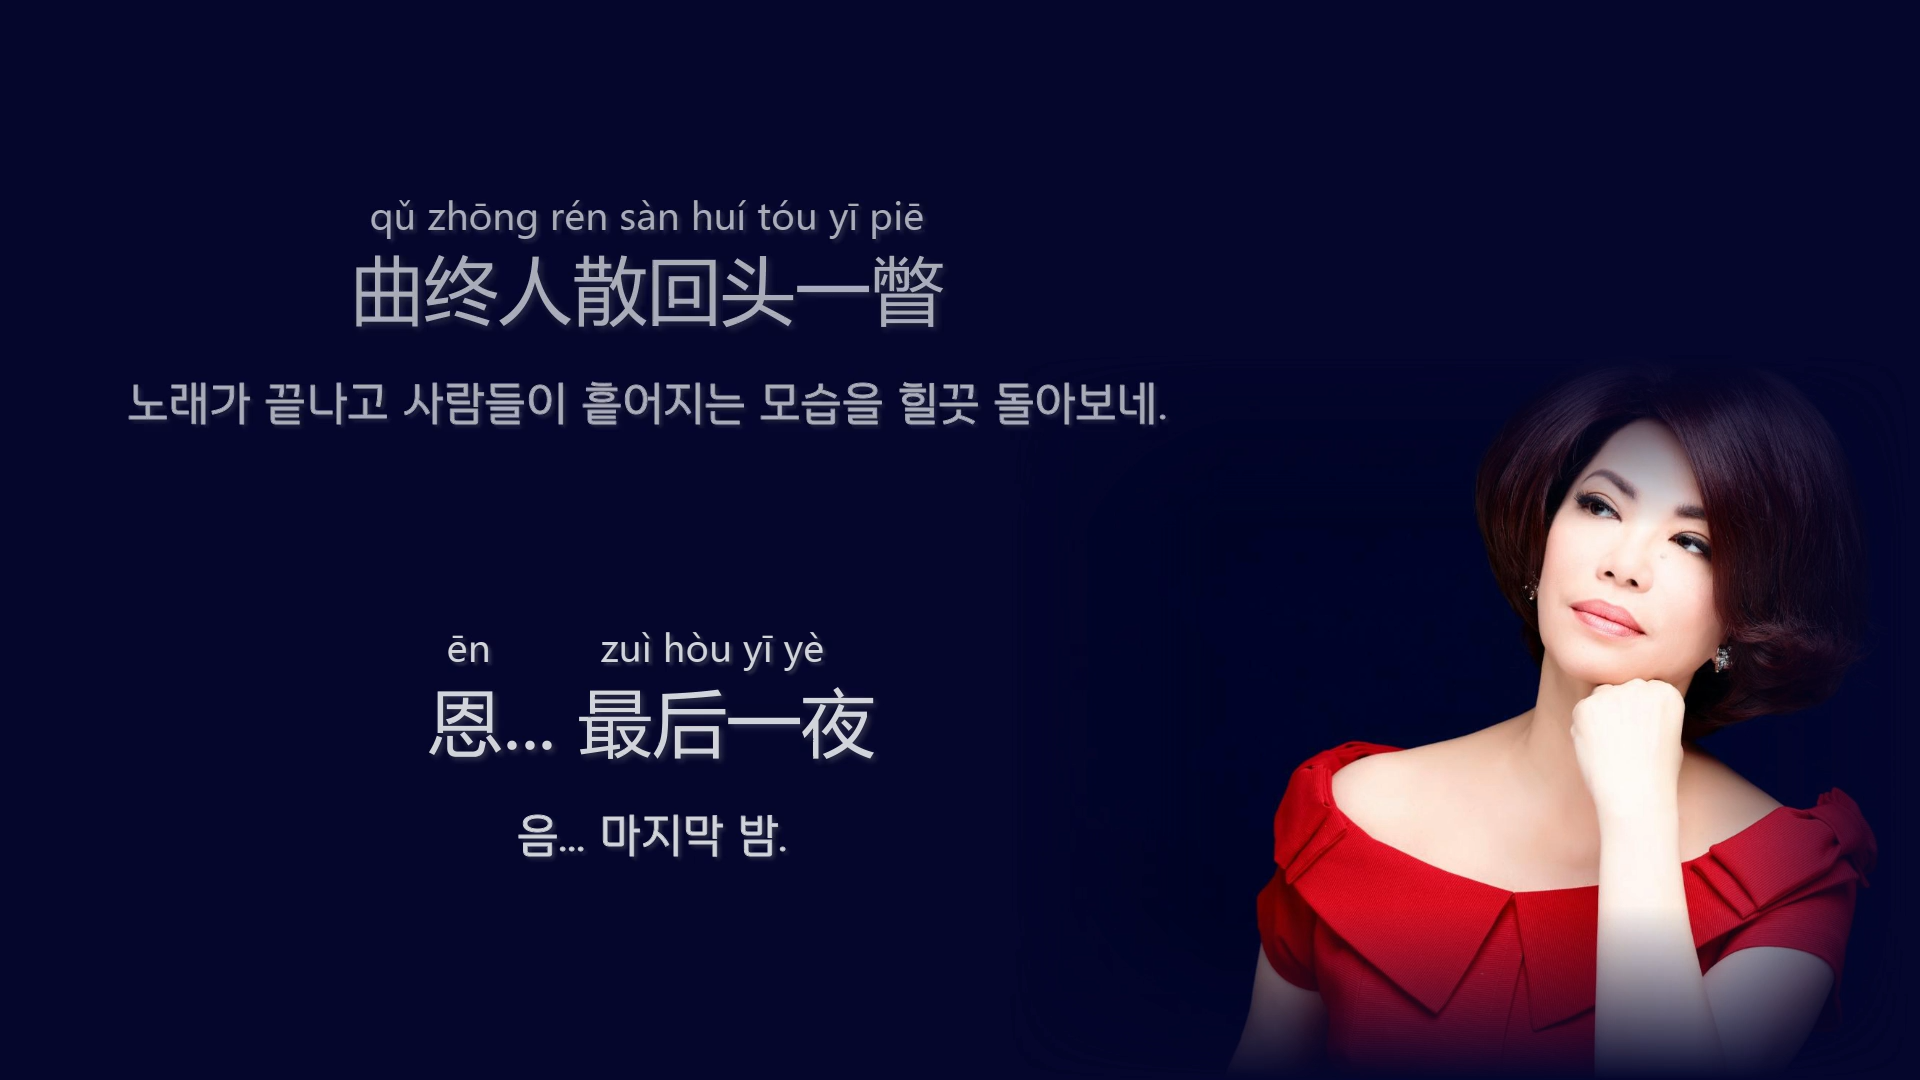 qǔ zhōng rén sàn huí tóu yī piē
曲终人散回头一瞥
노래가 끝나고 사람들이 흩어지는 모습을 힐끗 돌아보네.
ēn zuì hòu yī yè
恩... 最后一夜
음... 마지막 밤.